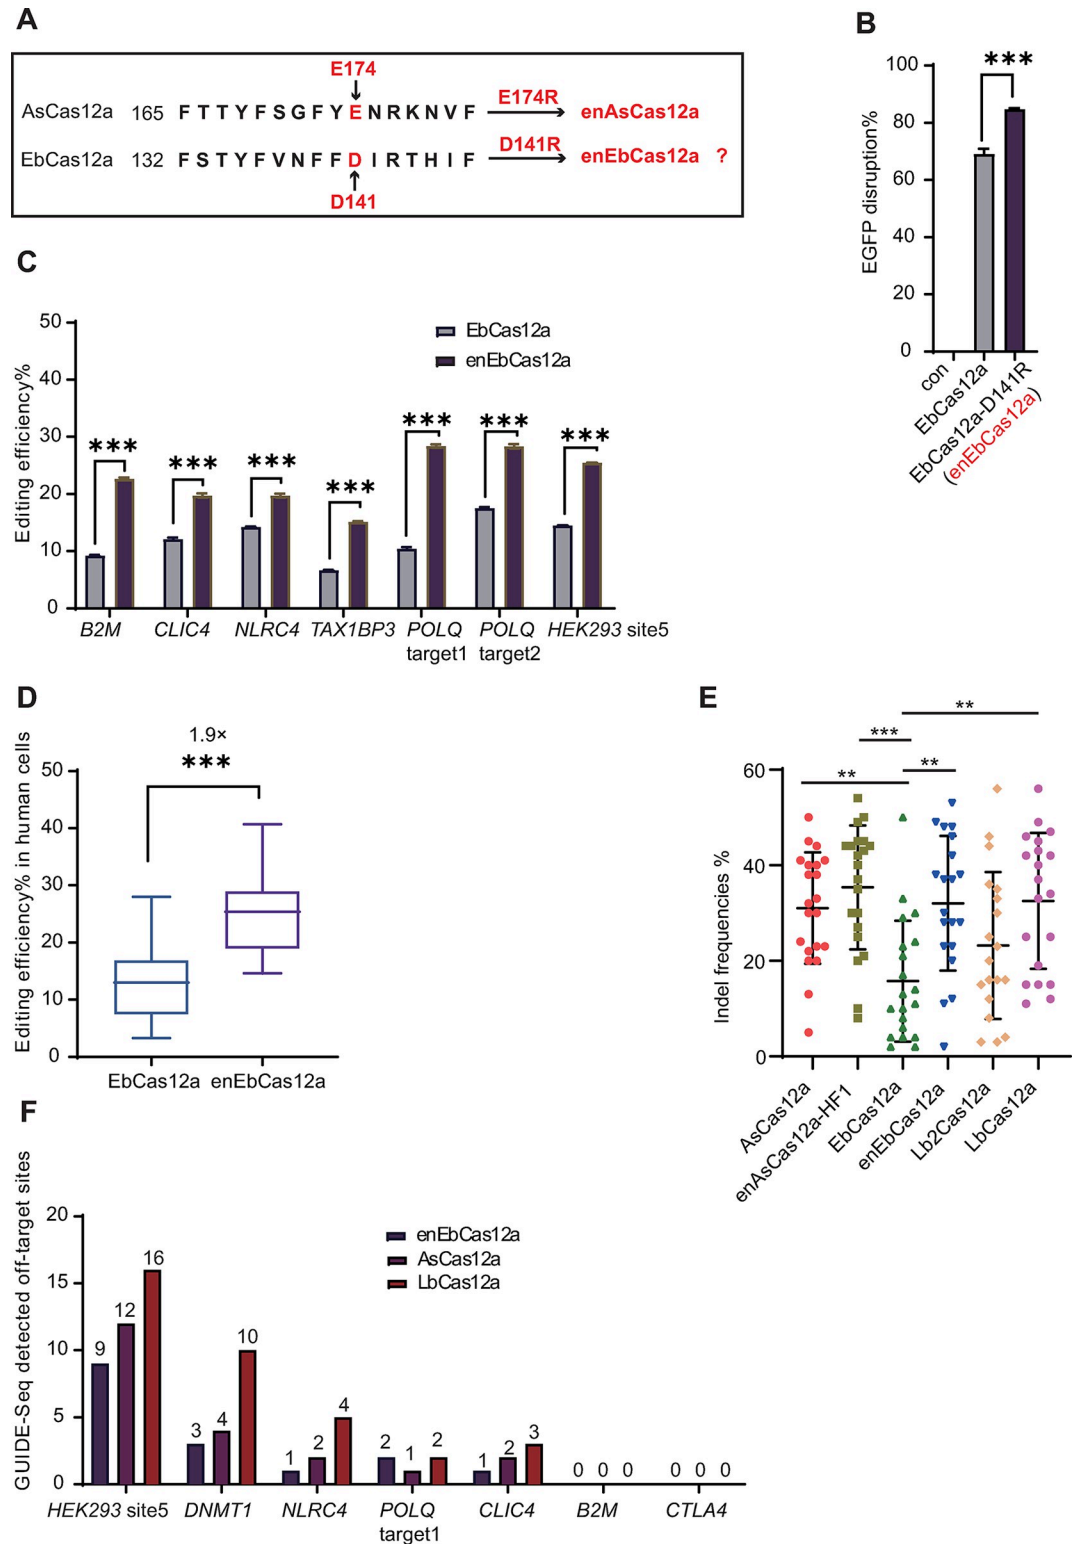 A
E174
AsCas12a 165 F T T Y F S G F Y E N R K N V F E174R enAsCas12a
EbCas12a 132 F S T Y F V N F F D I R T H I F D141R enEbCas12a ?
D141
B
***
EGFP disruption%
100
80
60
40
20
0
con
EbCas12a
EbCas12a-D141R
(enEbCas12a)
C
Editing efficiency%
50
40
30
20
10
0
EbCas12a
enEbCas12a
***
***
***
***
***
***
***
B2M
CLIC4
NLRC4
TAX1BP3
POLQ
target1
POLQ
target2
HEK293 site5
D
Editing efficiency% in human cells
1.9×
***
50
40
30
20
10
0
EbCas12a
enEbCas12a
E
Indel frequencies %
**
***
**
**
60
40
20
0
AsCas12a
enAsCas12a-HF1
EbCas12a
enEbCas12a
Lb2Cas12a
LbCas12a
F
GUIDE-Seq detected off-target sites
20
15
10
5
0
enEbCas12a
AsCas12a
LbCas12a
9
12
16
3
4
10
1
2
4
2
1
2
1
2
3
0 0 0
0 0 0
HEK293 site5
DNMT1
NLRC4
POLQ
target1
CLIC4
B2M
CTLA4